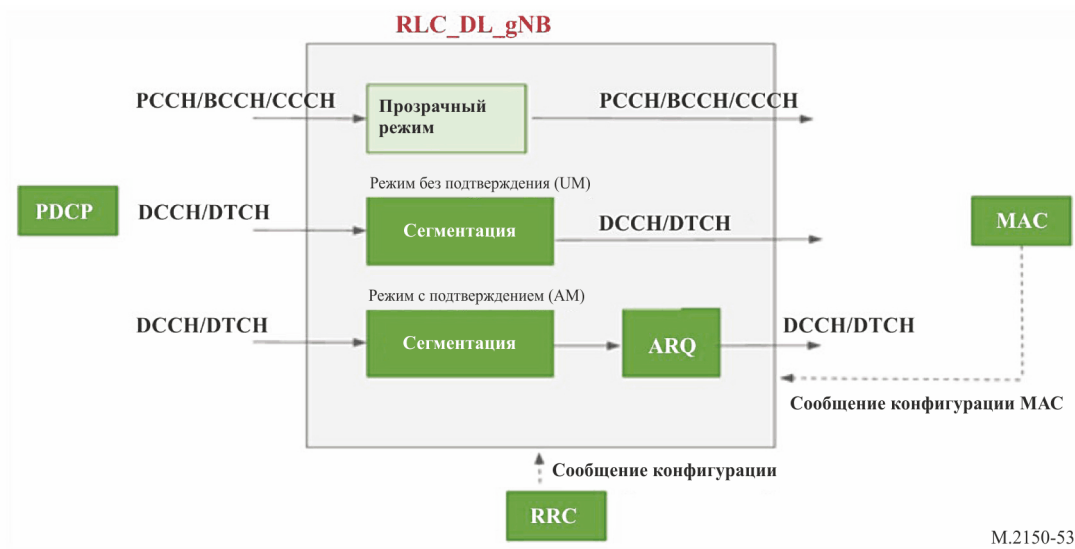 RLC_DL_gNB
PCCH/BCCH/CCCH
Прозрачный
режим
PCCH/BCCH/CCCH
Режим без подтверждения (UM)
PDCP
DCCH/DTCH
Сегментация
DCCH/DTCH
MAC
Режим с подтверждением (AM)
DCCH/DTCH
Сегментация
ARQ
DCCH/DTCH
Сообщение конфигурации MAC
Сообщение конфигурации
RRC
M.2150-53